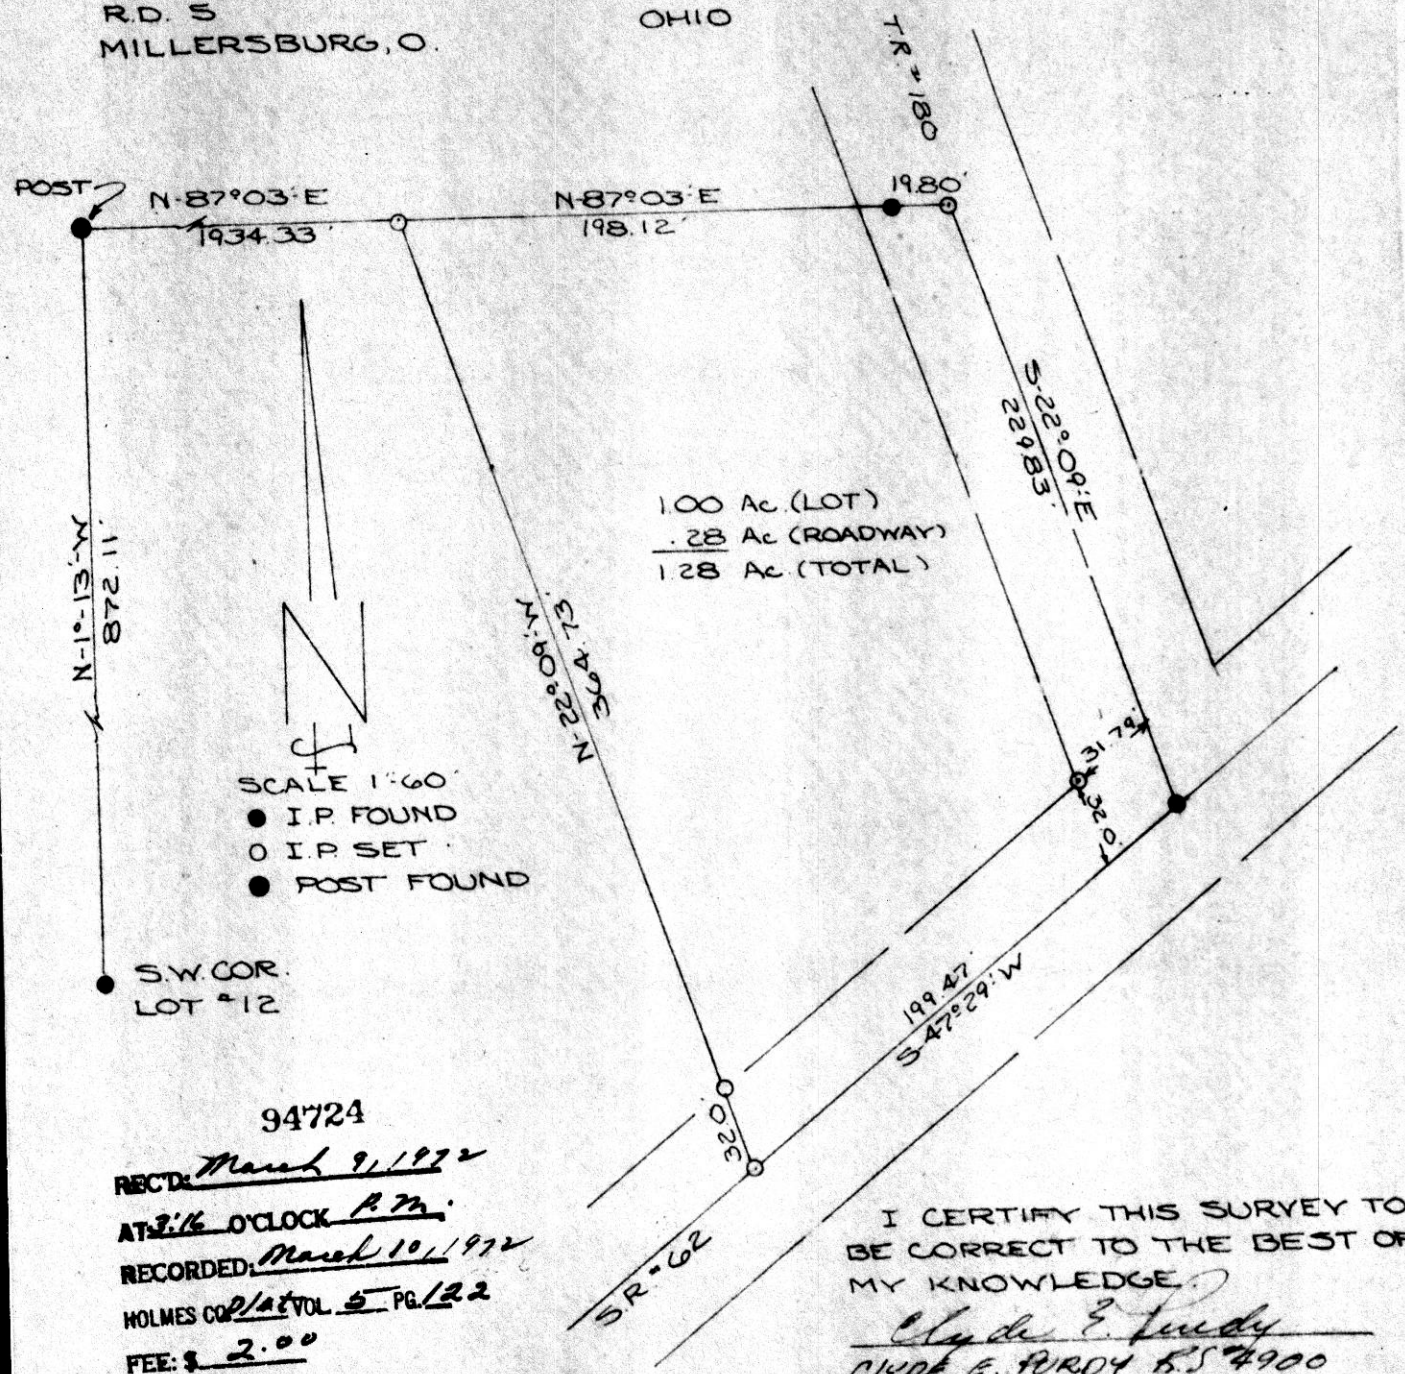 R.D. 5
MILLERSBURG, O.
OHIO
T.R. # 180
POST
N-87°03'-E
1934.33'
N-87°03'-E
198.12'
19.80'
S-22°09'-E
229.83'
1.00 Ac. (LOT)
.28 Ac (ROADWAY)
1.28 Ac. (TOTAL)
N-1°-13'-W
872.11'
N-22°09'-W
364.73'
N
SCALE 1"=60'
● I.P. FOUND
○ I.P. SET
● POST FOUND
31.79'
32.0'
S.W. COR.
LOT #12
199.47'
S-47°29'-W
32.0'
S.R. #62
94724
REC'D: March 9, 1972
AT 3:16 O'CLOCK P.M.
RECORDED: March 10, 1972
HOLMES CO. Plat VOL. 5 PG. 122
FEE: $ 2.00
I CERTIFY THIS SURVEY TO
BE CORRECT TO THE BEST OF
MY KNOWLEDGE.
Clyde E. Purdy
CLYDE E. PURDY R.S #4900